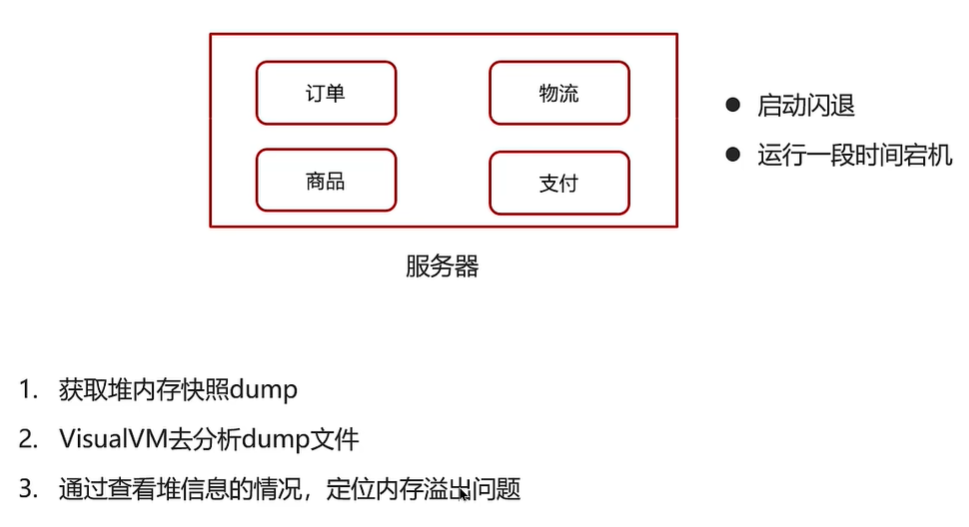 订单
物流
商品
支付
服务器
● 启动闪退
● 运行一段时间宕机
1. 获取堆内存快照dump
2. VisualVM去分析dump文件
3. 通过查看堆信息的情况，定位内存溢出问题